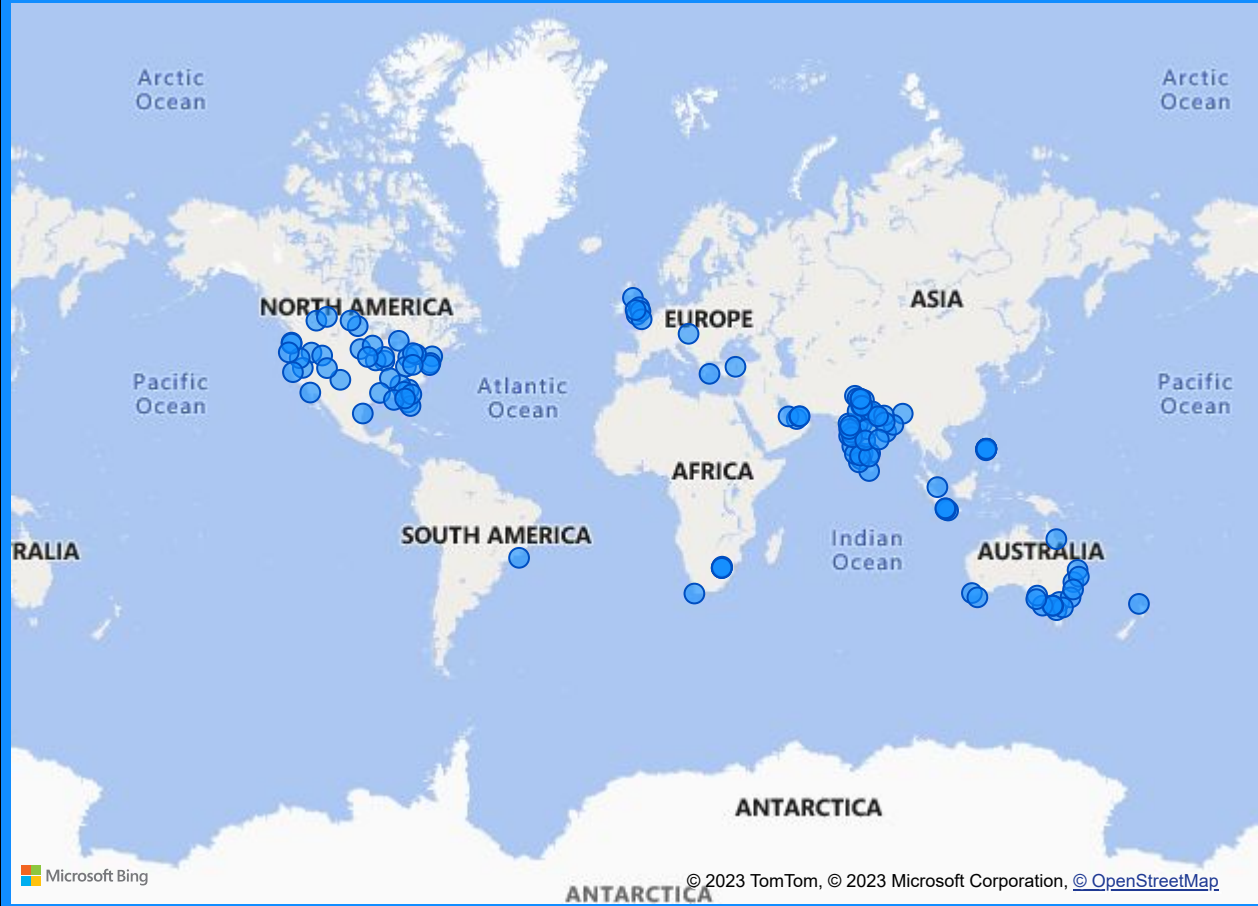 Arctic
Ocean
Arctic
Ocean
NORTH AMERICA
EUROPE
ASIA
Pacific
Ocean
Atlantic
Ocean
Pacific
Ocean
AFRICA
SOUTH AMERICA
Indian
Ocean
RALIA
AUSTRALIA
ANTARCTICA
Microsoft Bing
© 2023 TomTom, © 2023 Microsoft Corporation, © OpenStreetMap
ANTARCTICA